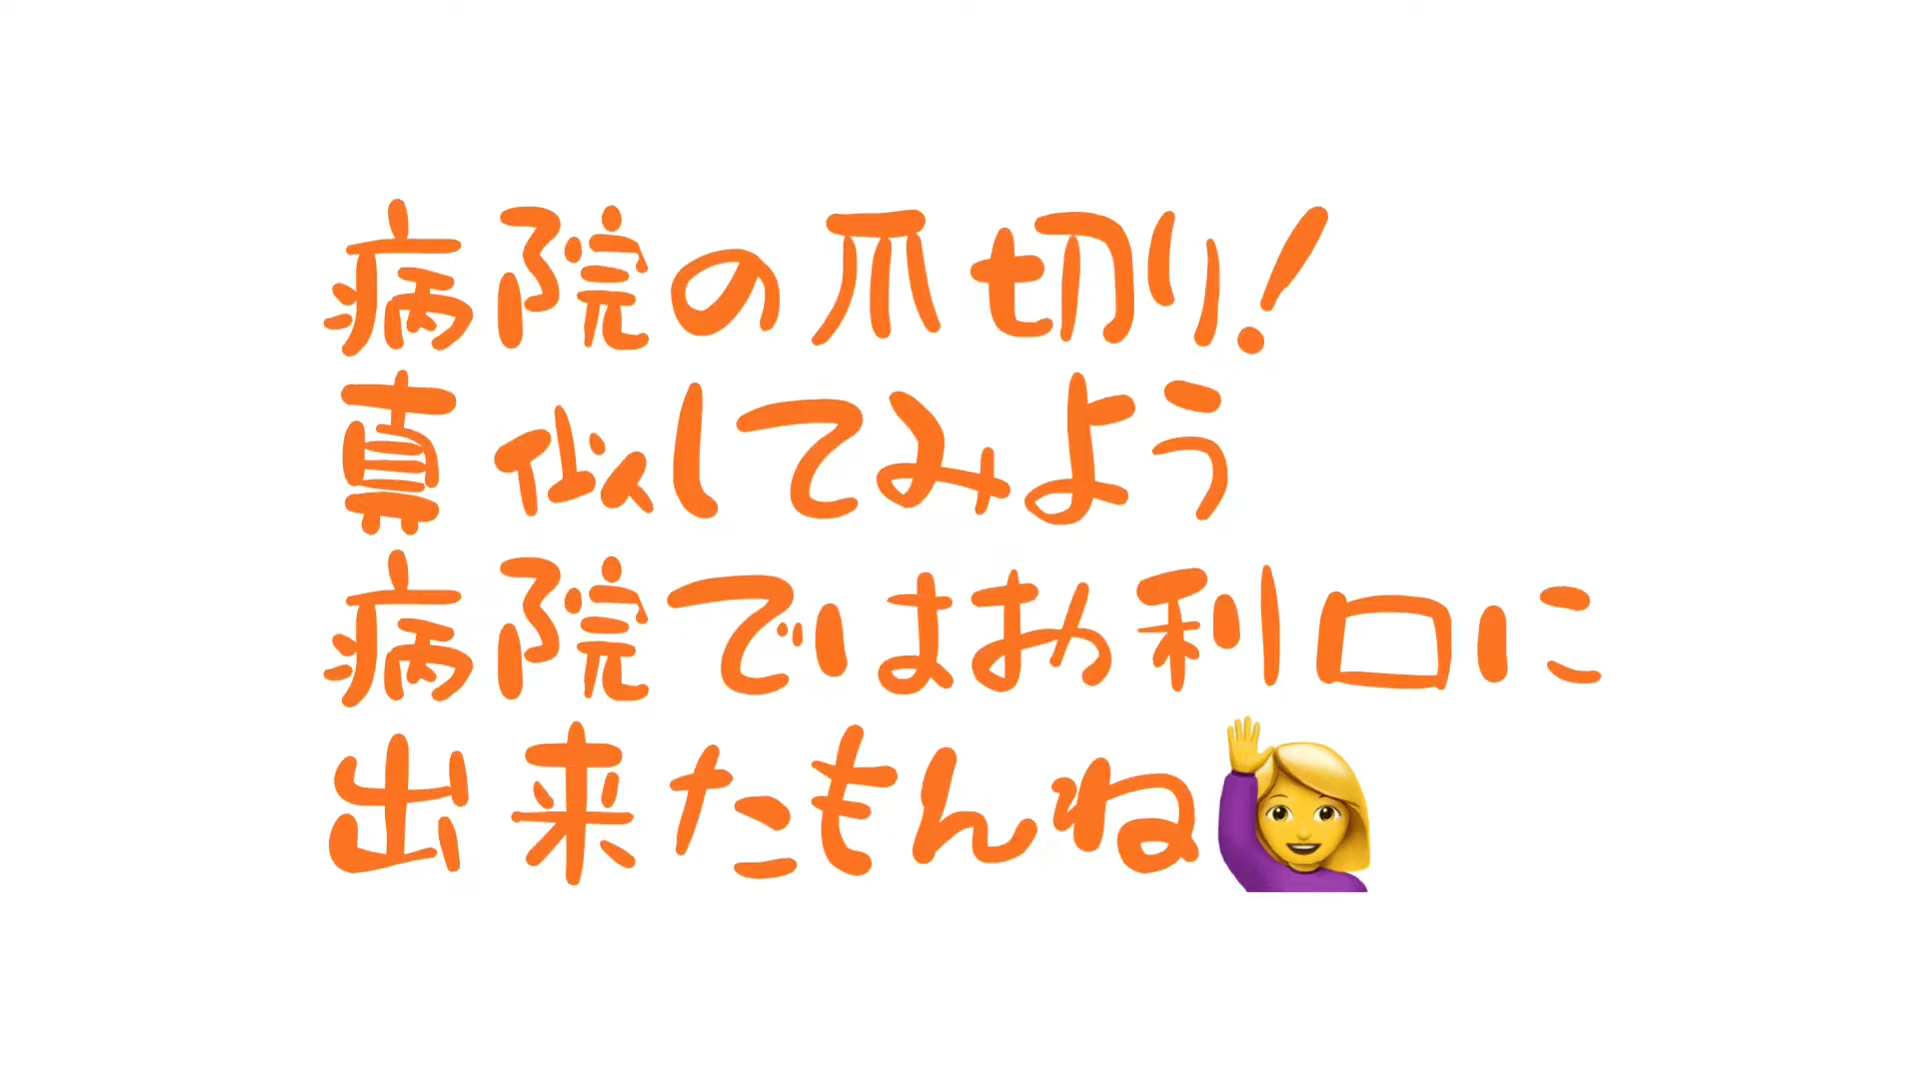 病院の爪切り!
真似してみよう
病院ではお利口に
出来たもんね🙋‍♀️